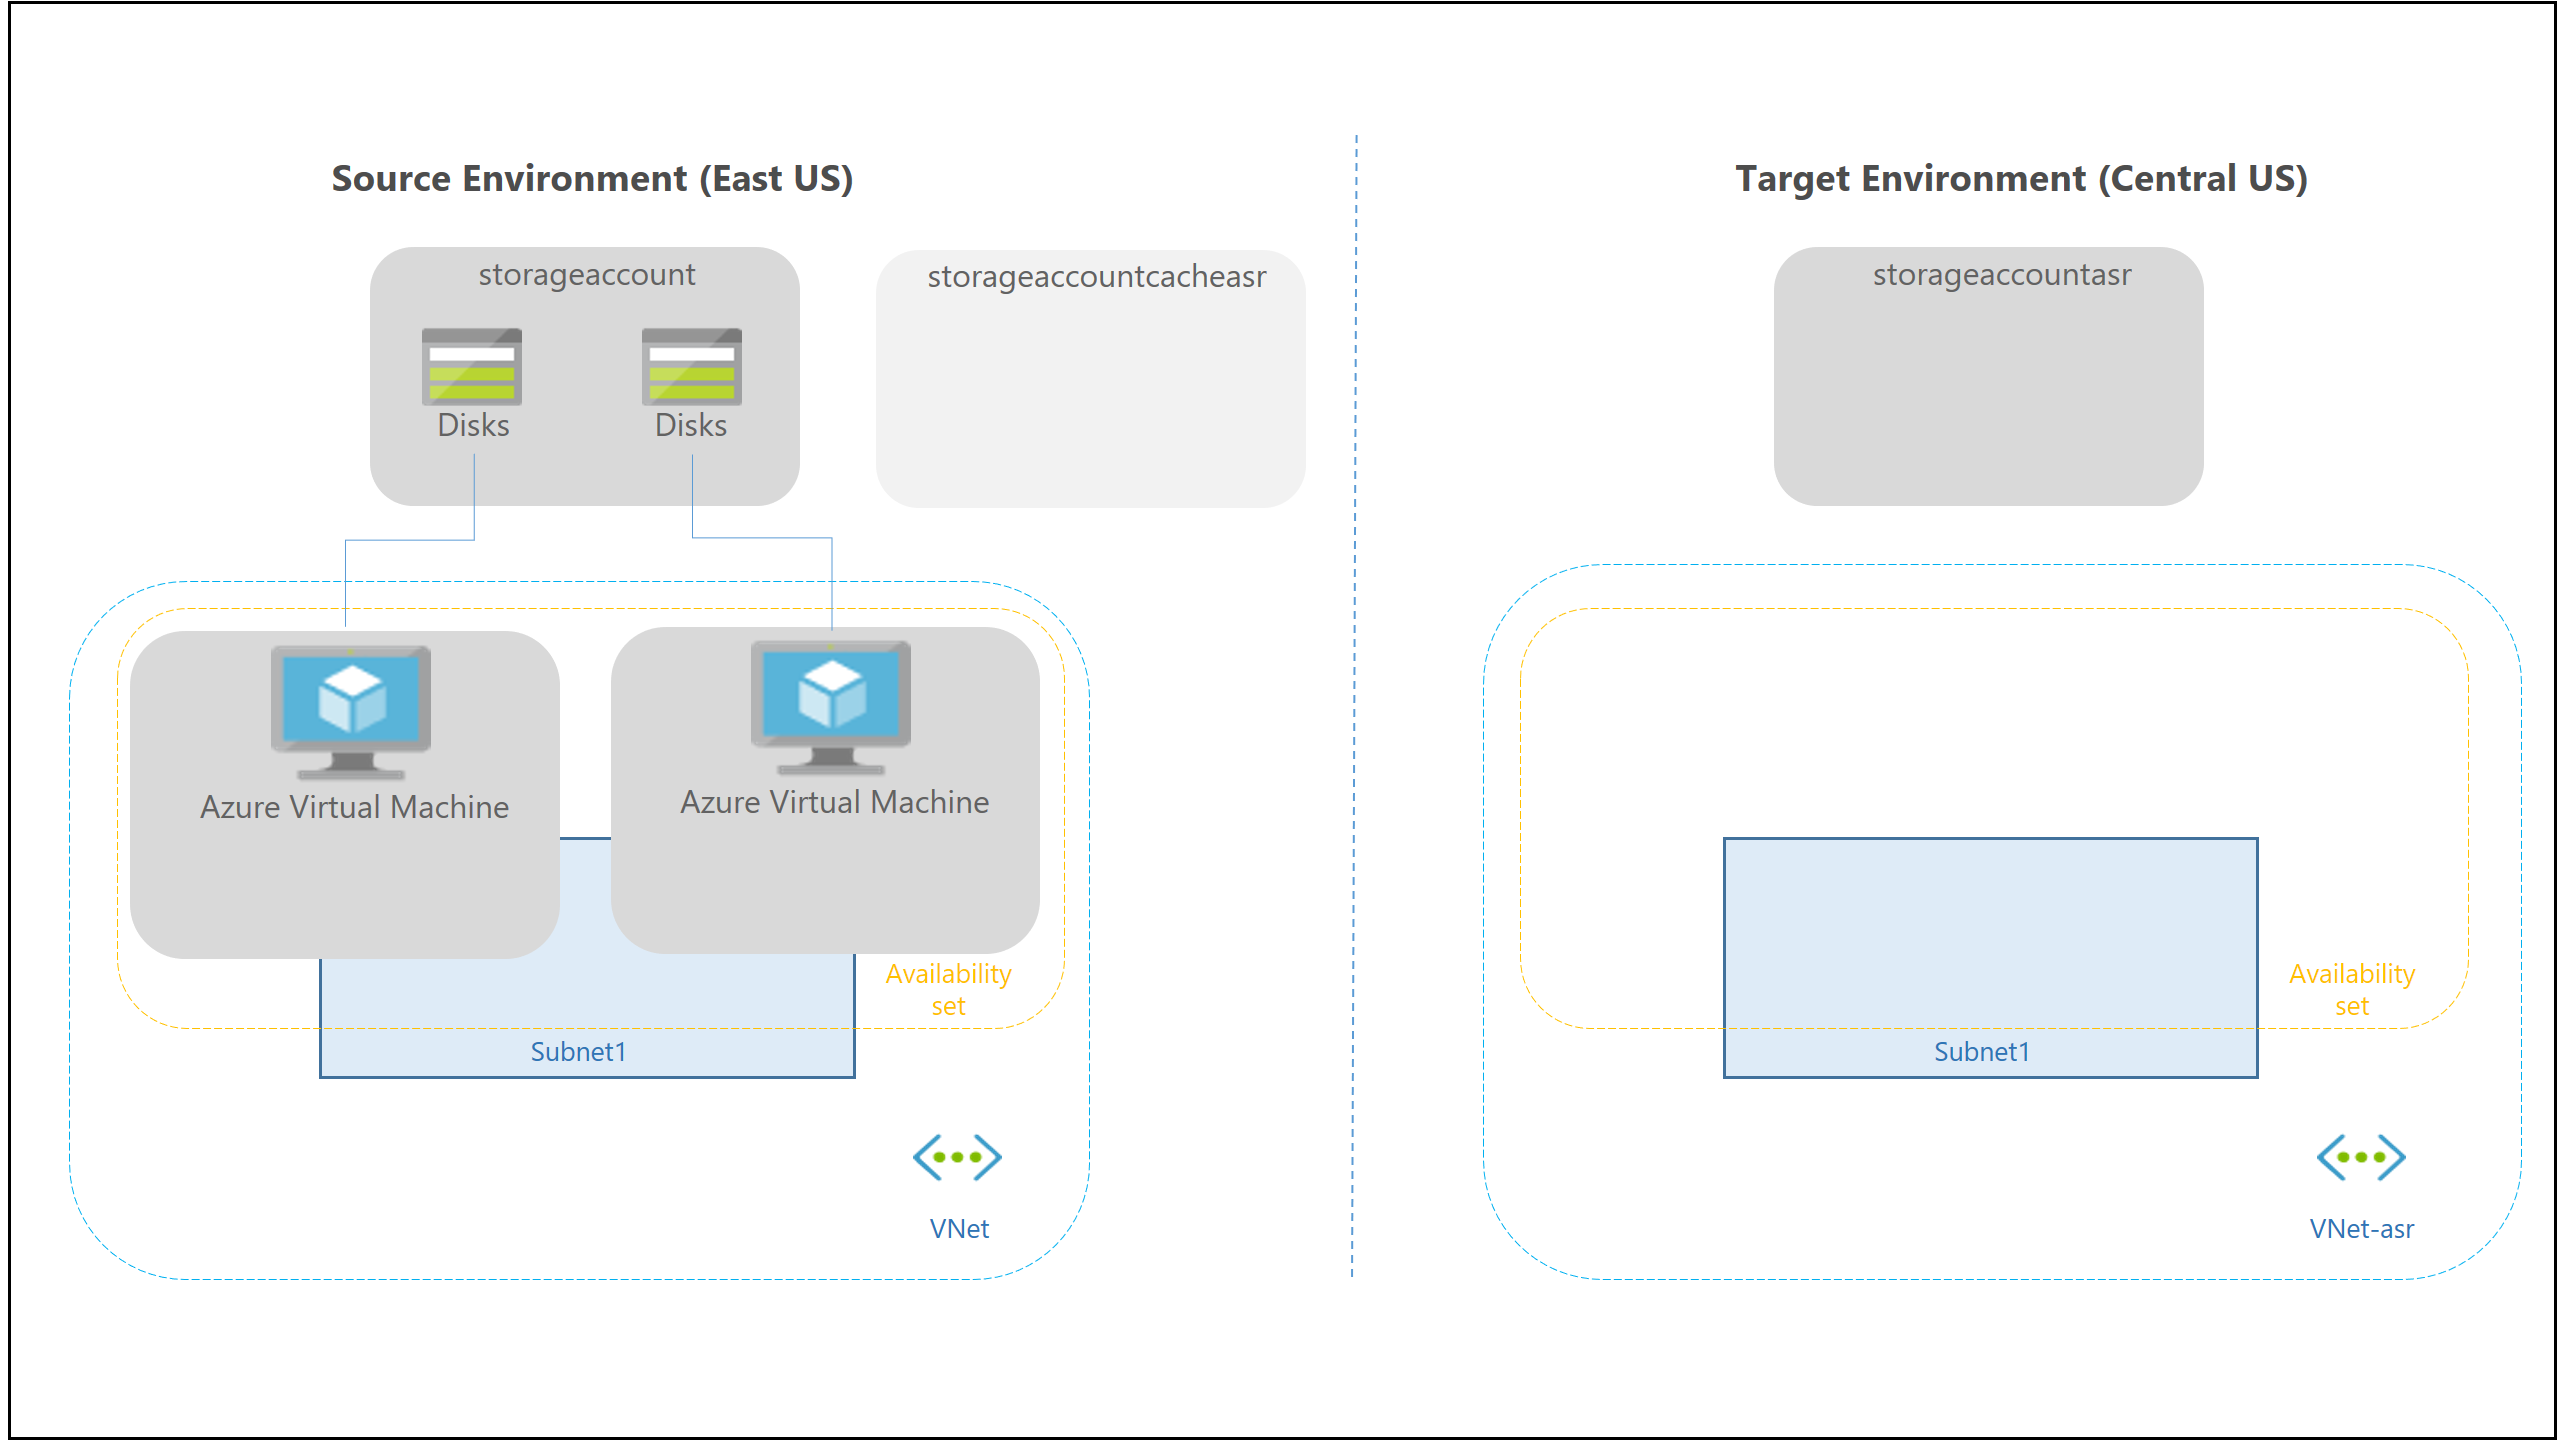 Source Environment (East US)
Target Environment (Central US)
storageaccount
storageaccountcacheasr
storageaccountasr
Disks
Disks
Azure Virtual Machine
Azure Virtual Machine
Availability
set
Subnet1
VNet
Availability
set
Subnet1
VNet-asr